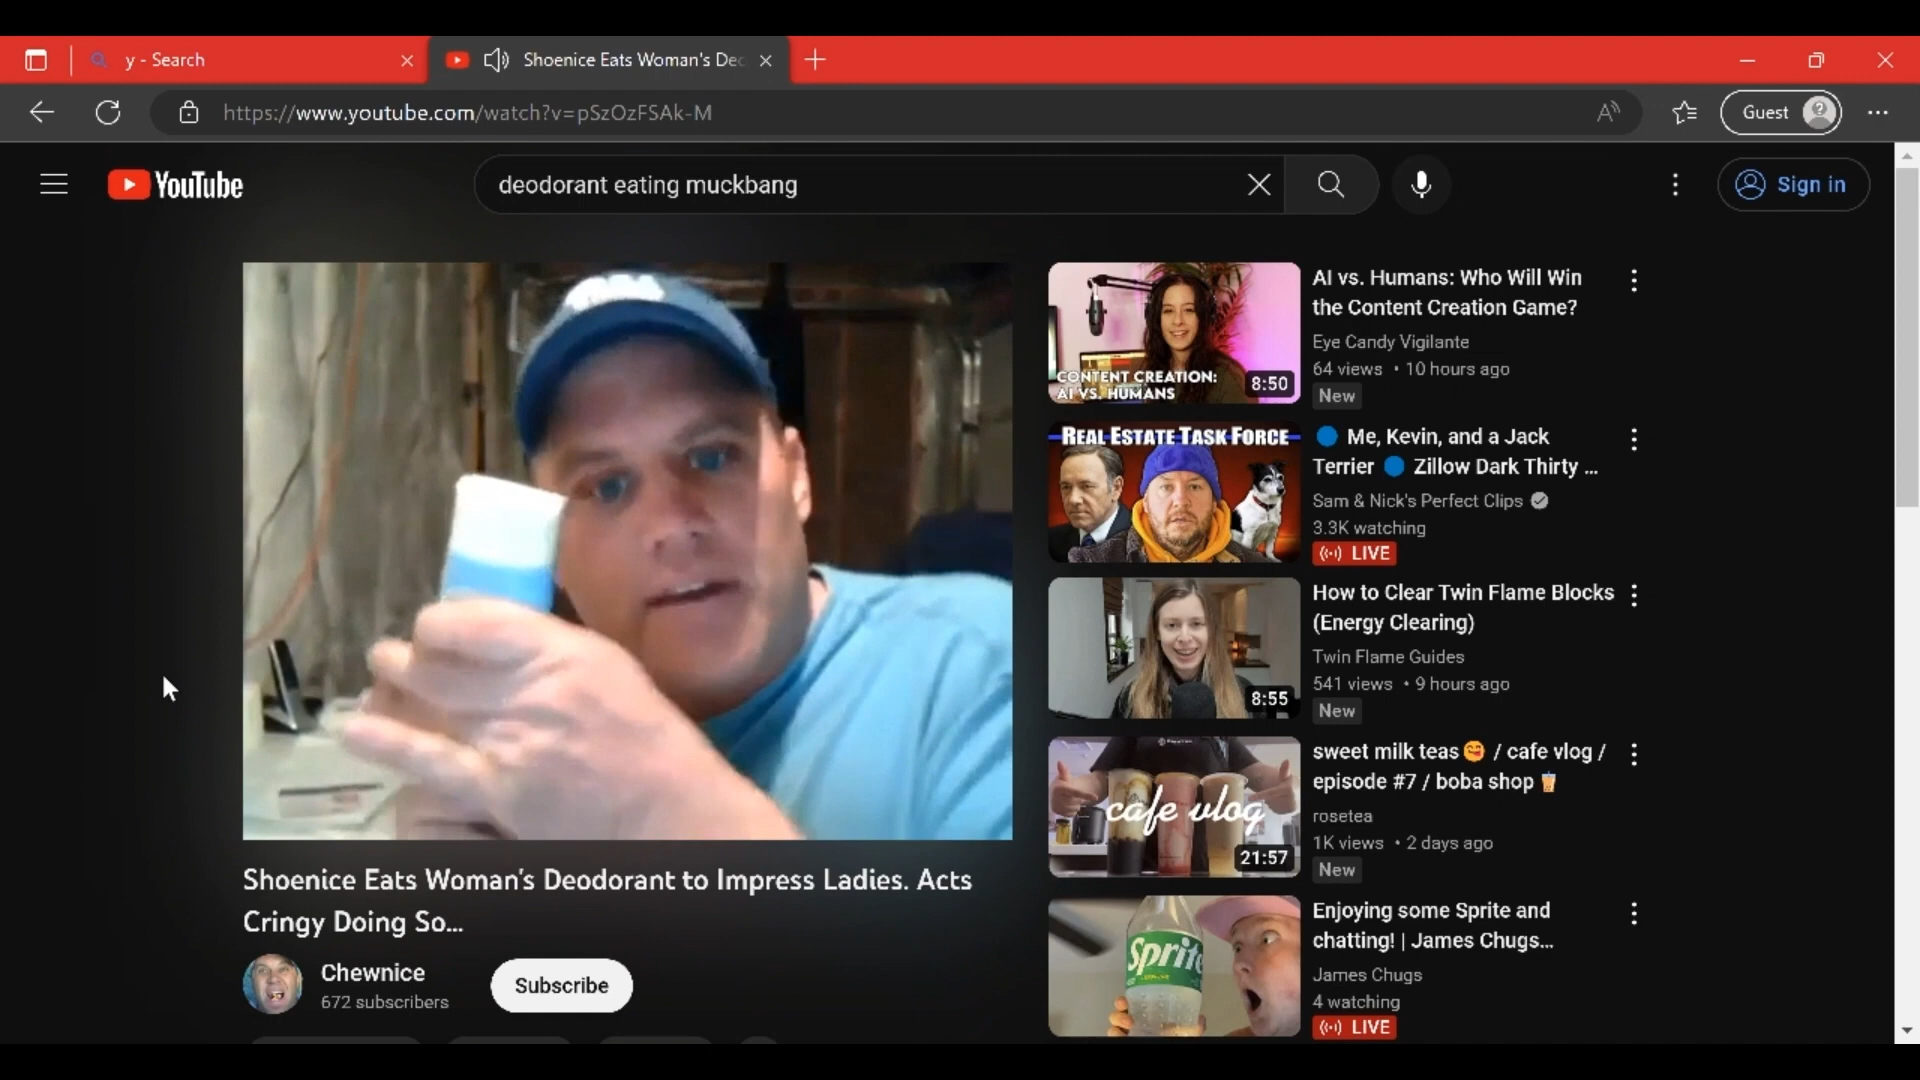 y - Search
Shoenice Eats Woman's Dec
https://www.youtube.com/watch?v=pSzOzFSAk-M
Guest
YouTube
deodorant eating muckbang
Sign in
AI vs. Humans: Who Will Win
the Content Creation Game?
Eye Candy Vigilante
64 views • 10 hours ago
New
CONTENT CREATION:
AI VS. HUMANS
8:50
REAL ESTATE TASK FORCE
🔵 Me, Kevin, and a Jack
Terrier 🔵 Zillow Dark Thirty ...
Sam & Nick's Perfect Clips
3.3K watching
LIVE
How to Clear Twin Flame Blocks
(Energy Clearing)
Twin Flame Guides
541 views • 9 hours ago
New
8:55
sweet milk teas 🥰 / cafe vlog /
episode #7 / boba shop 🧋
rosetea
1K views • 2 days ago
New
cafe vlog
21:57
Enjoying some Sprite and
chatting! | James Chugs...
James Chugs
4 watching
LIVE
Sprite
Shoenice Eats Woman's Deodorant to Impress Ladies. Acts
Cringy Doing So...
Chewnice
672 subscribers
Subscribe